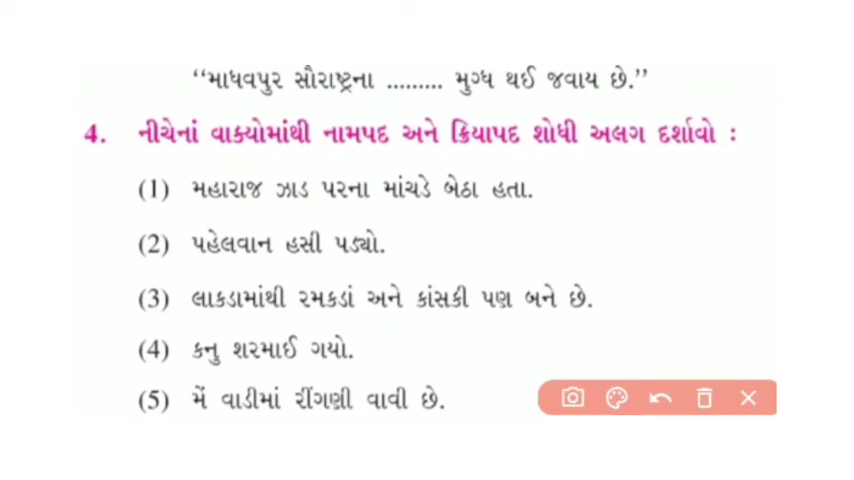 “માધવપુર સૌરાષ્ટ્રના ......... મુગ્ધ થઈ જવાય છે.”
4. નીચેનાં વાક્યોમાંથી નામપદ અને ક્રિયાપદ શોધી અલગ દર્શાવો :
(1) મહારાજ ઝાડ પરના માંચડે બેઠા હતા.
(2) પહેલવાન હસી પડ્યો.
(3) લાકડામાંથી રમકડાં અને કાંસકી પણ બને છે.
(4) કનુ શરમાઈ ગયો.
(5) મેં વાડીમાં રીંગણી વાવી છે.